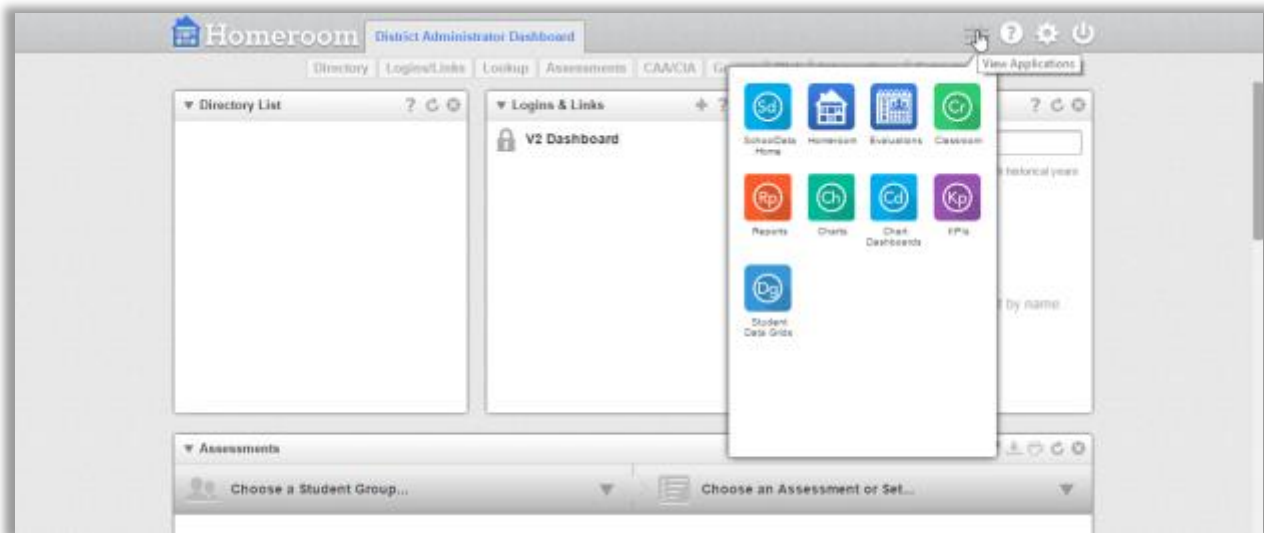 Homeroom
District Administrator Dashboard
View Applications
Directory
Logins/Links
Lookup
Assessments
CAA/CIA
Directory List
Logins & Links
V2 Dashboard
Sd
Cr
SchoolData Home
Homeroom
Evaluations
Classroom
historical years
Rp
Ch
Cd
Kp
Reports
Charts
Chart Dashboards
KPIs
Dg
Student Data Grids
by name
Assessments
Choose a Student Group...
Choose an Assessment or Set...